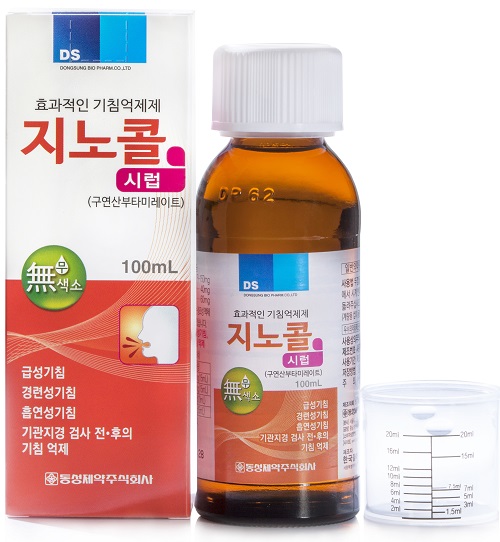 DS
DONGSUNG BIO PHARM.CO.,LTD
효과적인 기침억제제
지노콜
시럽
(구연산부타미레이트)
100mL
無
무
색소
급성기침
경련성기침
흡연성기침
기관지경 검사 전•후의
기침 억제
동성제약주식회사
DP 62
DS
DONGSUNG BIO PHARM.CO.,LTD
효과적인 기침억제제
지노콜
시럽
(구연산부타미레이트)
100mL
無
무
색소
급성기침
경련성기침
흡연성기침
기관지경 검사 전•후의
기침 억제
동성제약주식회사
20ml 20ml
16ml 15ml
12ml
10ml
8ml 7.5ml
6ml 7ml
4ml 5ml
2ml 3ml
1.5ml